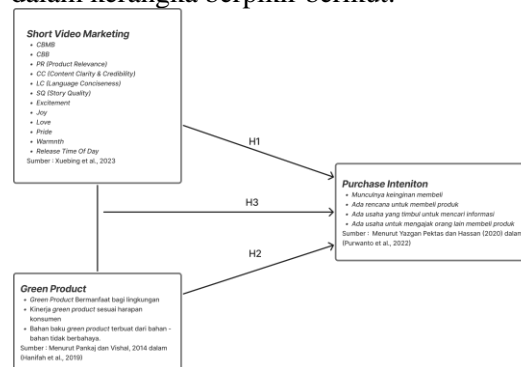 dalam kerangka berpikir berikut:
Short Video Marketing
• CBMB
• CBB
• PR (Product Relevance)
• CC (Content Clarity & Credibility)
• LC (Language Conciseness)
• SQ (Story Quality)
• Excitement
• Joy
• Love
• Pride
• Warmnth
• Release Time Of Day
Sumber : Xuebing et al., 2023
H1
H3
H2
Purchase Inteniton
• Munculnya keinginan membeli
• Ada rencana untuk membeli produk
• Ada usaha yang timbul untuk mencari informasi
• Ada usaha untuk mengajak orang lain membeli produk
Sumber : Menurut Yazgan Pektas dan Hassan (2020) dalam
(Purwanto et al., 2022)
Green Product
• Green Product Bermanfaat bagi lingkungan
• Kinerja green product sesuai harapan
konsumen
• Bahan baku green product terbuat dari bahan -
bahan tidak berbahaya.
Sumber : Menurut Pankaj dan Vishal, 2014 dalam
(Hanifah et al., 2019)